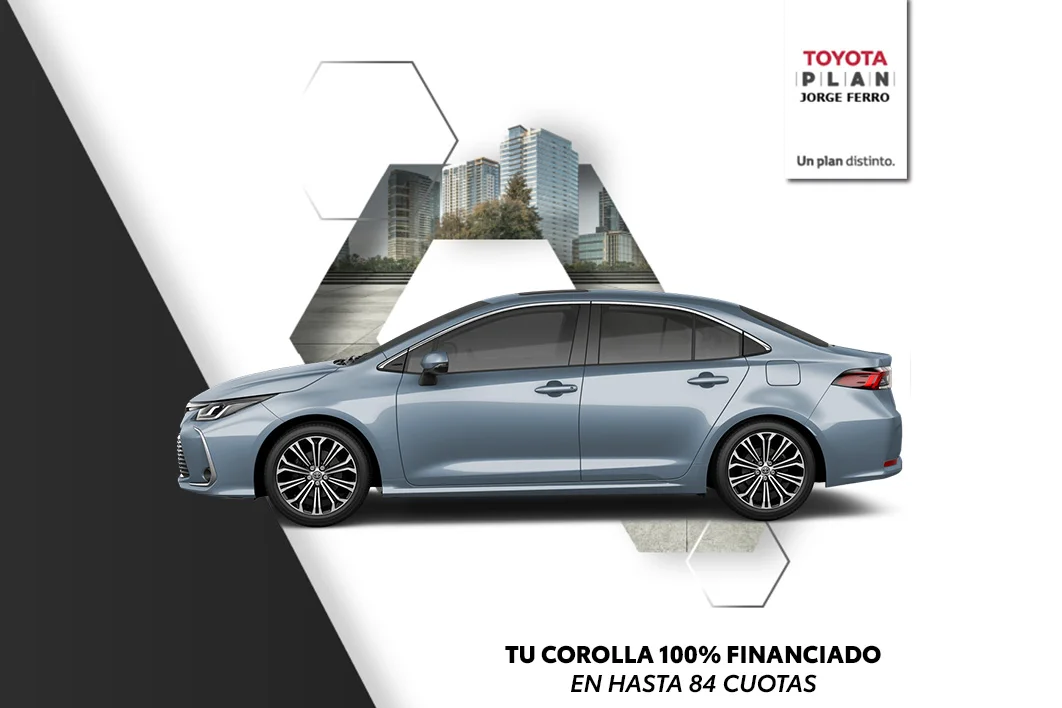 TOYOTA
PLAN
JORGE FERRO
Un plan distinto.
TU COROLLA 100% FINANCIADO
EN HASTA 84 CUOTAS